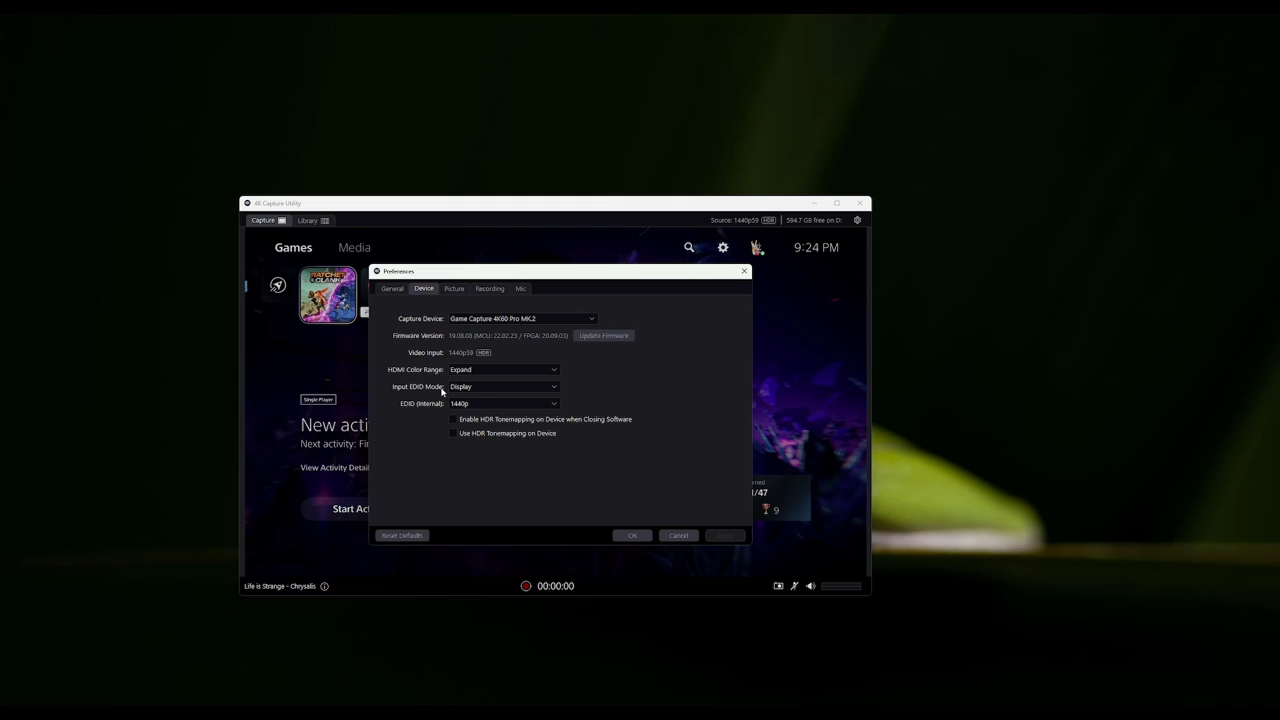 4K Capture Utility
Capture Library Source: 1440p59 HDR 594.7 GB free on D:
Games Media 9:24 PM
RATCHET CLANK
Preferences
General Device Picture Recording Mic
Capture Device: Game Capture 4K60 Pro MK.2
Firmware Version: 19.08.08 (MCU: 22.02.23 / FPGA: 20.09.03) Update Firmware
Video Input: 1440p59 HDR
HDMI Color Range: Expand
Input EDID Mode: Display
EDID (Internal): 1440p
Enable HDR Tonemapping on Device when Closing Software
Use HDR Tonemapping on Device
Reset Defaults OK Cancel Apply
Single Player
New acti
Next activity: Fir
View Activity Detail
Start Act
rned
1/47
9
Life is Strange - Chrysalis 00:00:00